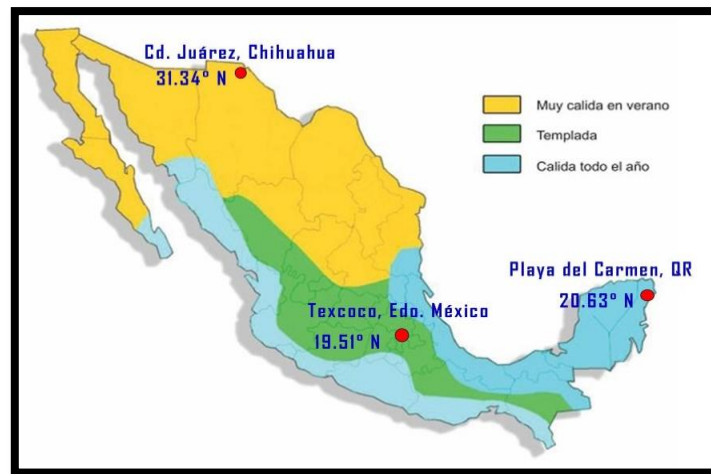 Cd. Juárez, Chihuahua
31.34° N
Muy calida en verano
Templada
Calida todo el año
Playa del Carmen, QR
20.63° N
Texcoco, Edo. México
19.51° N